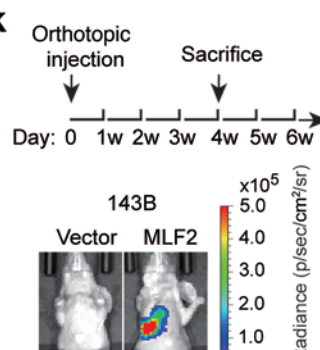 k
Orthotopic
injection
Sacrifice
Day: 0 1w 2w 3w 4w 5w 6w
143B
Vector MLF2
x10⁵
5.0
4.0
3.0
2.0
1.0
(p/sec/cm²/sr)